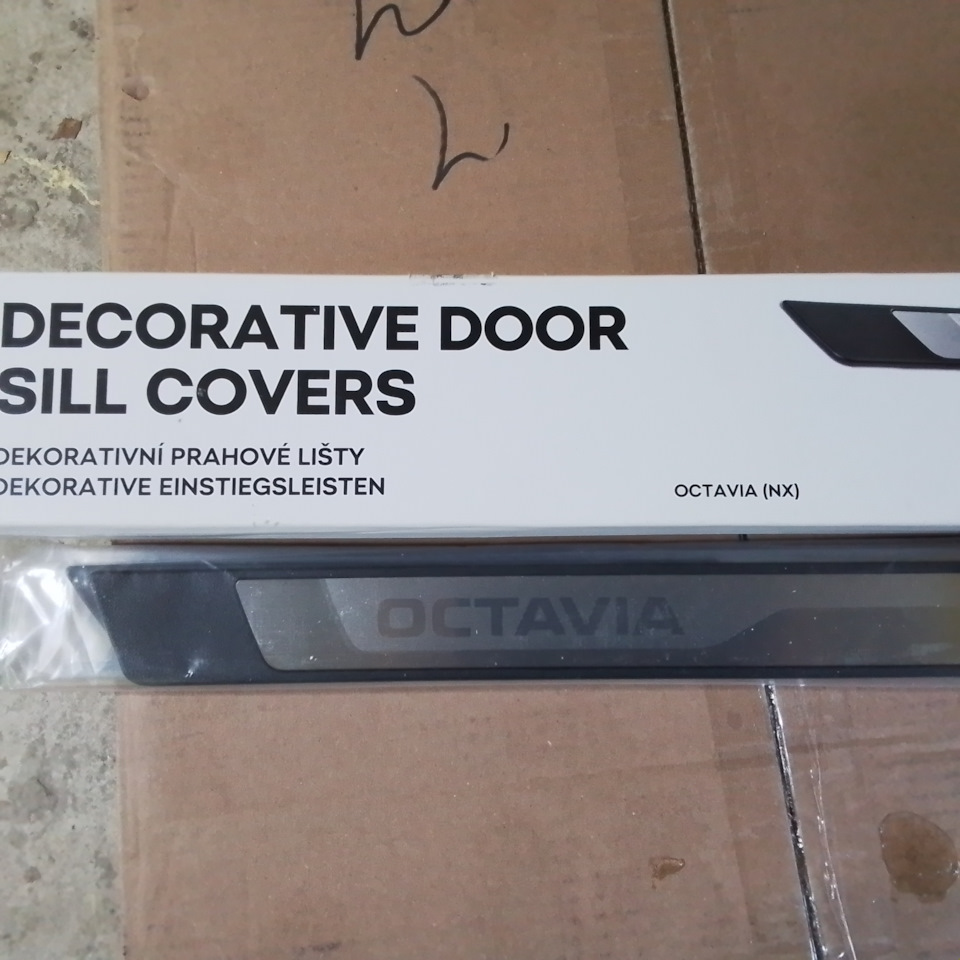 DECORATIVE DOOR
SILL COVERS
DEKORATIVNÍ PRAHOVÉ LIŠTY
DEKORATIVE EINSTIEGSLEISTEN
OCTAVIA (NX)
OCTAVIA